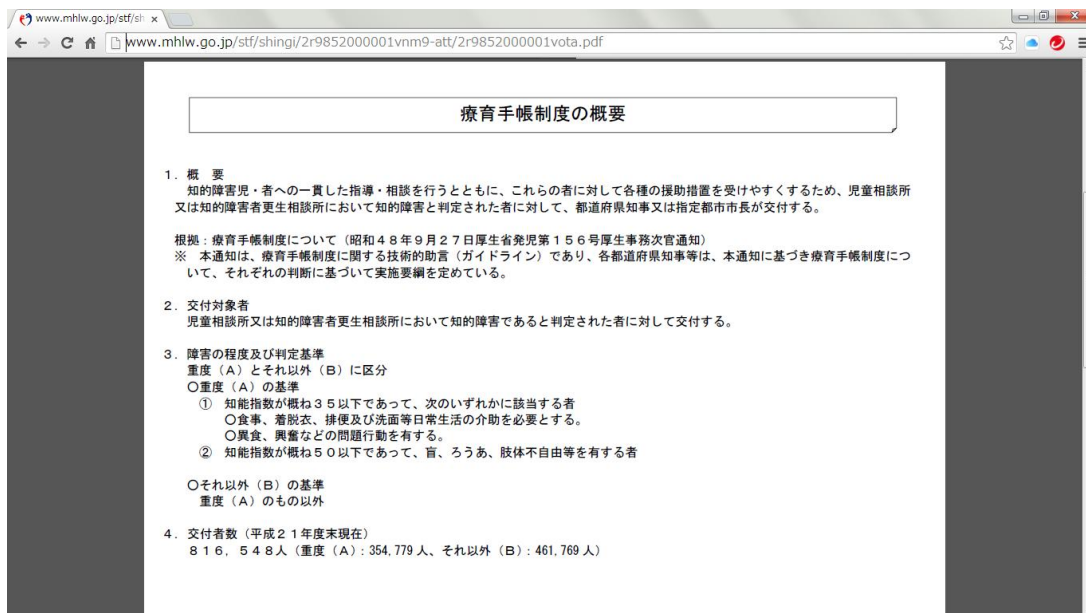 www.mhlw.go.jp/stf/sh
www.mhlw.go.jp/stf/shingi/2r9852000001vnm9-att/2r9852000001vota.pdf
療育手帳制度の概要
1．概　要
知的障害児・者への一貫した指導・相談を行うとともに、これらの者に対して各種の援助措置を受けやすくするため、児童相談所
又は知的障害者更生相談所において知的障害と判定された者に対して、都道府県知事又は指定都市市長が交付する。
根拠：療育手帳制度について（昭和４８年９月２７日厚生省発児第１５６号厚生事務次官通知）
※　本通知は、療育手帳制度に関する技術的助言（ガイドライン）であり、各都道府県知事等は、本通知に基づき療育手帳制度につ
いて、それぞれの判断に基づいて実施要綱を定めている。
２．交付対象者
児童相談所又は知的障害者更生相談所において知的障害であると判定された者に対して交付する。
３．障害の程度及び判定基準
重度（Ａ）とそれ以外（Ｂ）に区分
○重度（Ａ）の基準
①　知能指数が概ね３５以下であって、次のいずれかに該当する者
○食事、着脱衣、排便及び洗面等日常生活の介助を必要とする。
○異食、興奮などの問題行動を有する。
②　知能指数が概ね５０以下であって、盲、ろうあ、肢体不自由等を有する者
○それ以外（Ｂ）の基準
重度（Ａ）のもの以外
４．交付者数（平成２１年度末現在）
８１６，５４８人（重度（Ａ）：354,779人、それ以外（Ｂ）：461,769人）